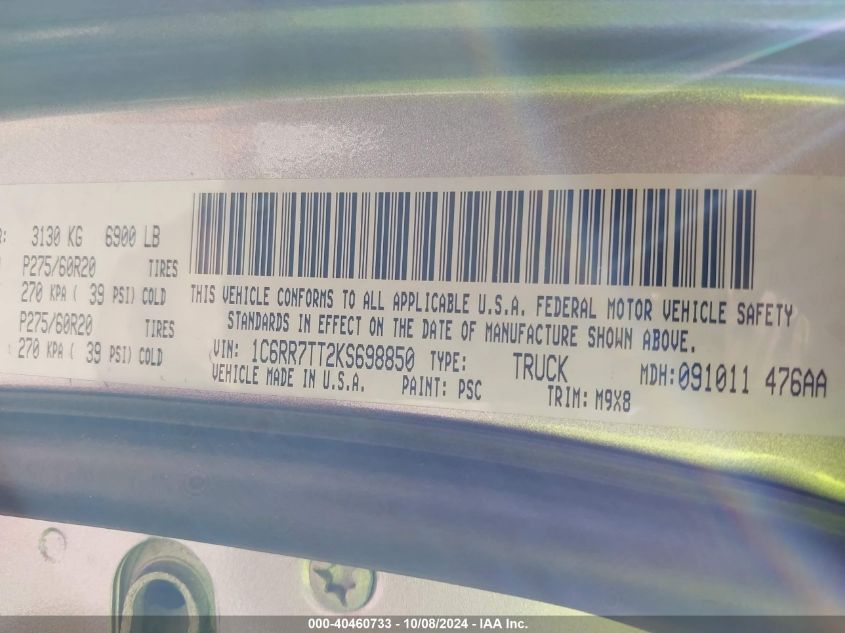 R: 3130 KG 6900 LB
P275/60R20 TIRES
270 KPA ( 39 PSI) COLD
P275/60R20 TIRES
270 KPA ( 39 PSI) COLD
THIS VEHICLE CONFORMS TO ALL APPLICABLE U.S.A. FEDERAL MOTOR VEHICLE SAFETY
STANDARDS IN EFFECT ON THE DATE OF MANUFACTURE SHOWN ABOVE.
VIN: 1C6RR7TT2KS698850 TYPE: TRUCK MDH:091011 476AA
VEHICLE MADE IN U.S.A. PAINT: PSC TRIM: M9X8
000-40460733 - 10/08/2024 - IAA Inc.